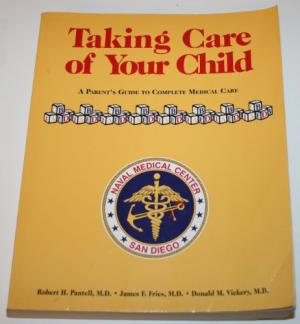 Taking Care
of Your Child
A PARENT'S GUIDE TO COMPLETE MEDICAL CARE
NAVAL MEDICAL CENTER
SAN DIEGO
Robert H. Pantell, M.D. • James F. Fries, M.D. • Donald M. Vickery, M.D.